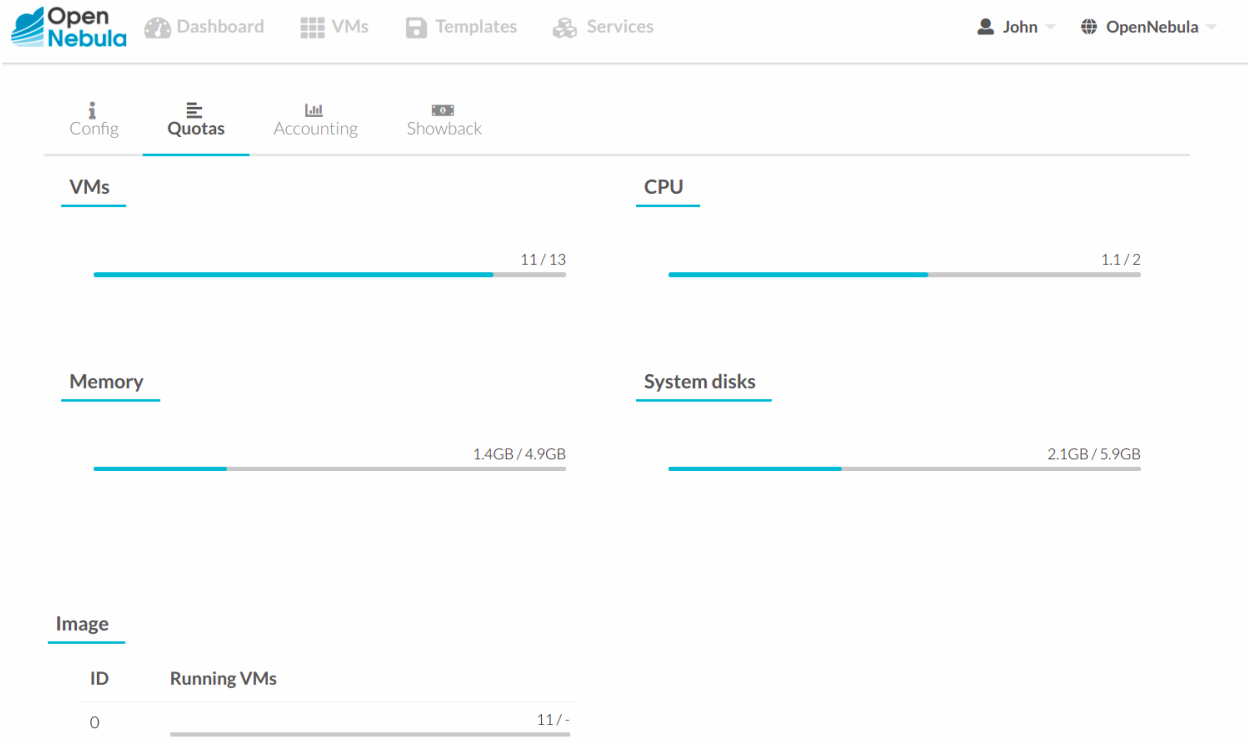 Open
Nebula
Dashboard VMs Templates Services John OpenNebula
Config Quotas Accounting Showback
VMs CPU
11 / 13 1.1 / 2
Memory System disks
1.4GB / 4.9GB 2.1GB / 5.9GB
Image
ID Running VMs
0 11 / -